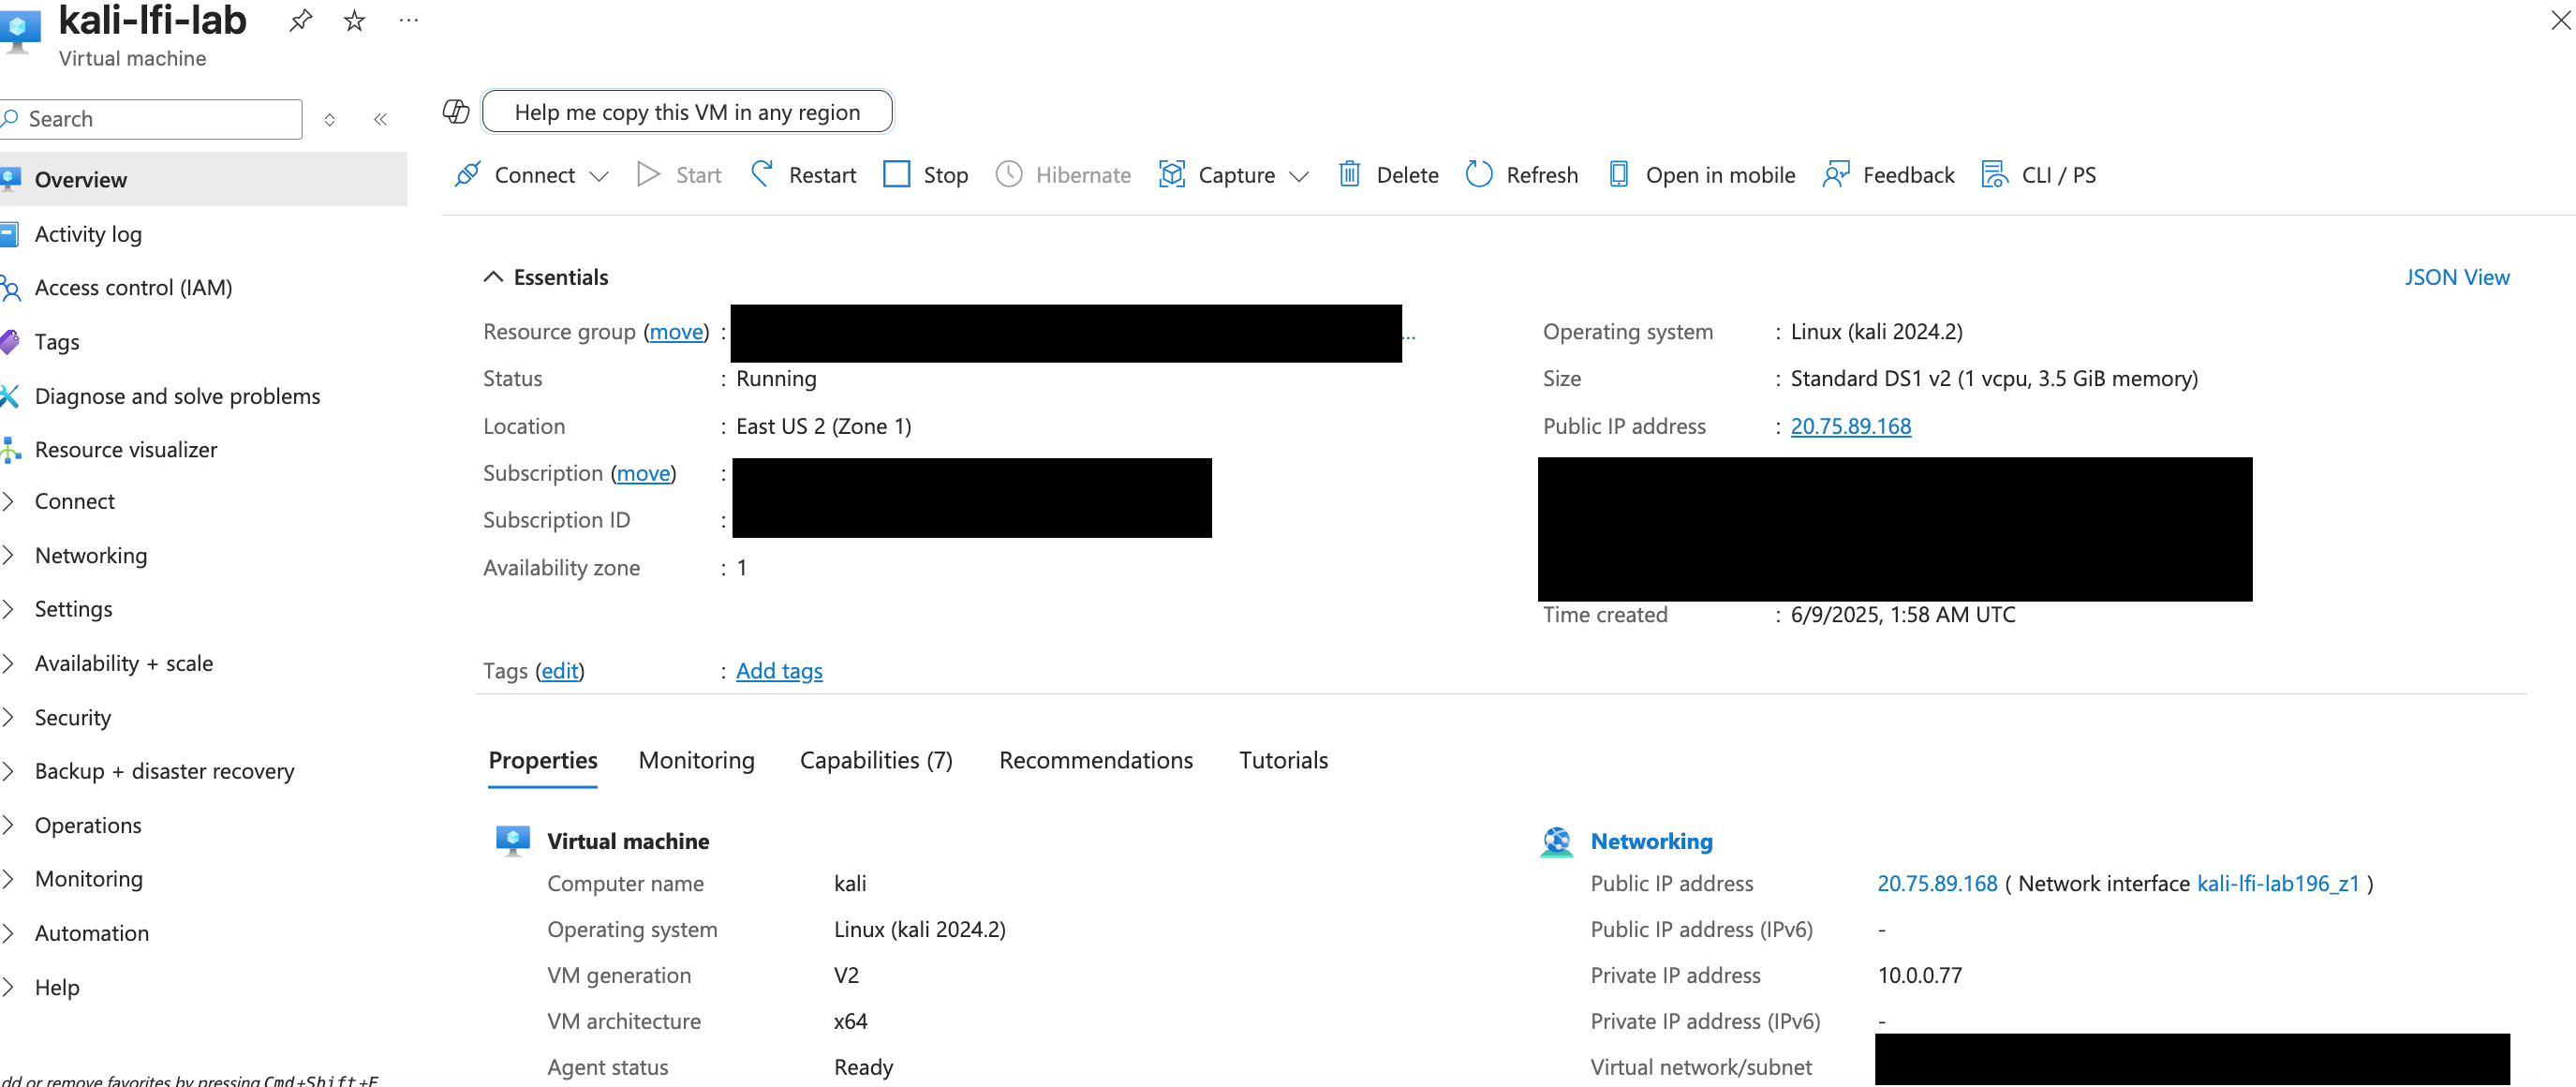 kali-lfi-lab
Virtual machine
Search
Overview
Activity log
Access control (IAM)
Tags
Diagnose and solve problems
Resource visualizer
Connect
Networking
Settings
Availability + scale
Security
Backup + disaster recovery
Operations
Monitoring
Automation
Help
dd or remove favorites by pressing Cmd+Shift+F
Help me copy this VM in any region
Connect Start Restart Stop Hibernate Capture Delete Refresh Open in mobile Feedback CLI / PS
Essentials
JSON View
Resource group (move) : ...
Status : Running
Location : East US 2 (Zone 1)
Subscription (move) :
Subscription ID :
Availability zone : 1
Operating system : Linux (kali 2024.2)
Size : Standard DS1 v2 (1 vcpu, 3.5 GiB memory)
Public IP address : 20.75.89.168
Time created : 6/9/2025, 1:58 AM UTC
Tags (edit) : Add tags
Properties Monitoring Capabilities (7) Recommendations Tutorials
Virtual machine
Computer name kali
Operating system Linux (kali 2024.2)
VM generation V2
VM architecture x64
Agent status Ready
Networking
Public IP address 20.75.89.168 ( Network interface kali-lfi-lab196_z1 )
Public IP address (IPv6) -
Private IP address 10.0.0.77
Private IP address (IPv6) -
Virtual network/subnet